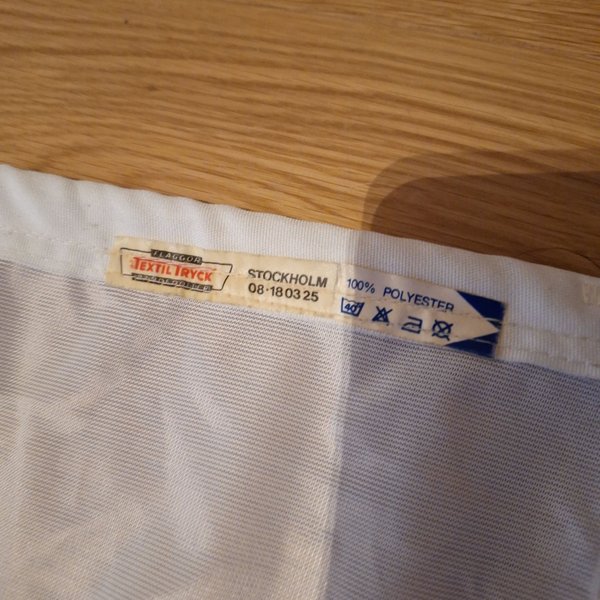 FLAGGOR
TEXTIL TRYCK
STOCKHOLM
08·18 03 25
100% POLYESTER
40